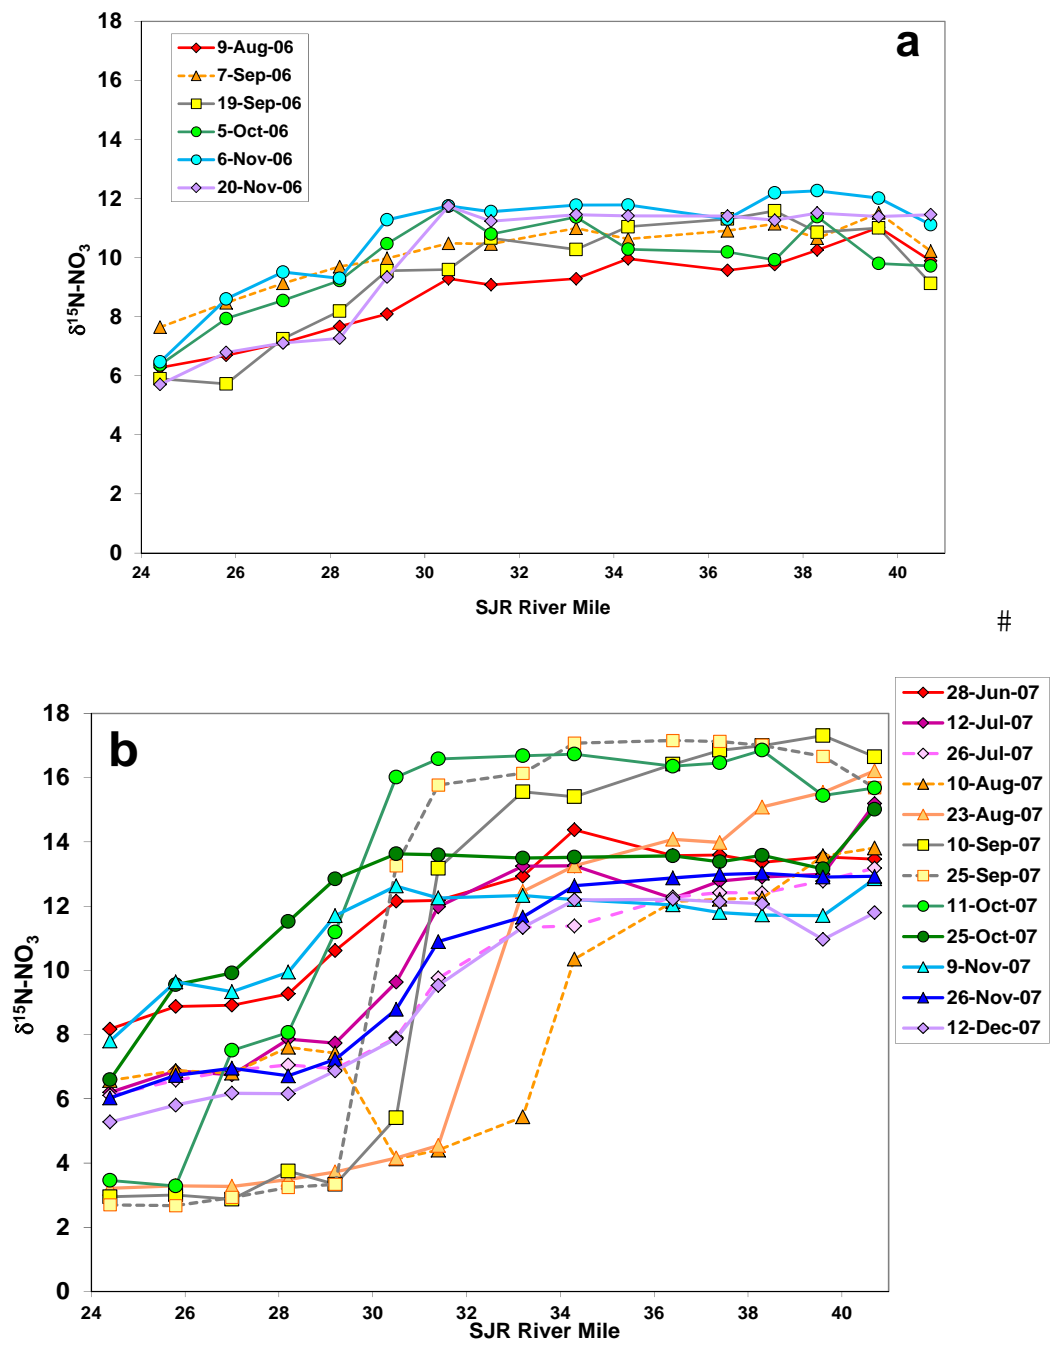 18
16
14
12
10
8
6
4
2
0
δ15N-NO3
a
9-Aug-06
7-Sep-06
19-Sep-06
5-Oct-06
6-Nov-06
20-Nov-06
24 26 28 30 32 34 36 38 40
SJR River Mile
#
18
16
14
12
10
8
6
4
2
0
δ15N-NO3
b
28-Jun-07
12-Jul-07
26-Jul-07
10-Aug-07
23-Aug-07
10-Sep-07
25-Sep-07
11-Oct-07
25-Oct-07
9-Nov-07
26-Nov-07
12-Dec-07
24 26 28 30 32 34 36 38 40
SJR River Mile